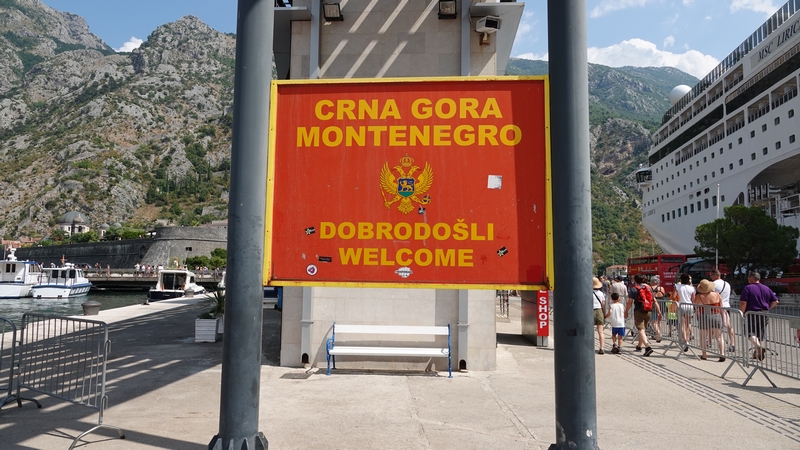 CRNA GORA
MONTENEGRO
DOBRODOŠLI
WELCOME
SHOP
MSC LIRICA